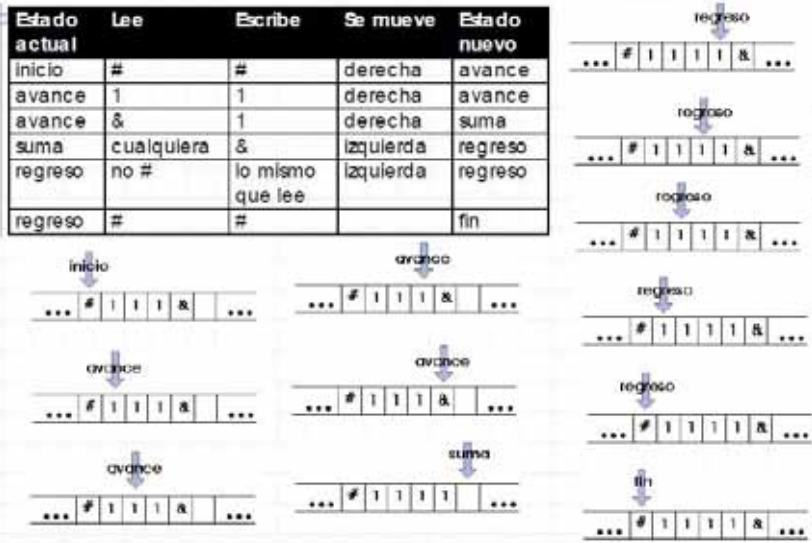 Estado actual Lee Escribe Se mueve Estado nuevo
inicio # # derecha avance
avance 1 1 derecha avance
avance & 1 derecha suma
suma cualquiera & izquierda regreso
regreso no # lo mismo que lee izquierda regreso
regreso # # fin
inicio
... # 1 1 1 & ...
avance
... # 1 1 1 & ...
avance
... # 1 1 1 & ...
avance
... # 1 1 1 & ...
avance
... # 1 1 1 & ...
suma
... # 1 1 1 1 ...
regreso
... # 1 1 1 1 & ...
regreso
... # 1 1 1 1 & ...
regreso
... # 1 1 1 1 & ...
regreso
... # 1 1 1 1 & ...
regreso
... # 1 1 1 1 & ...
fin
... # 1 1 1 1 & ...